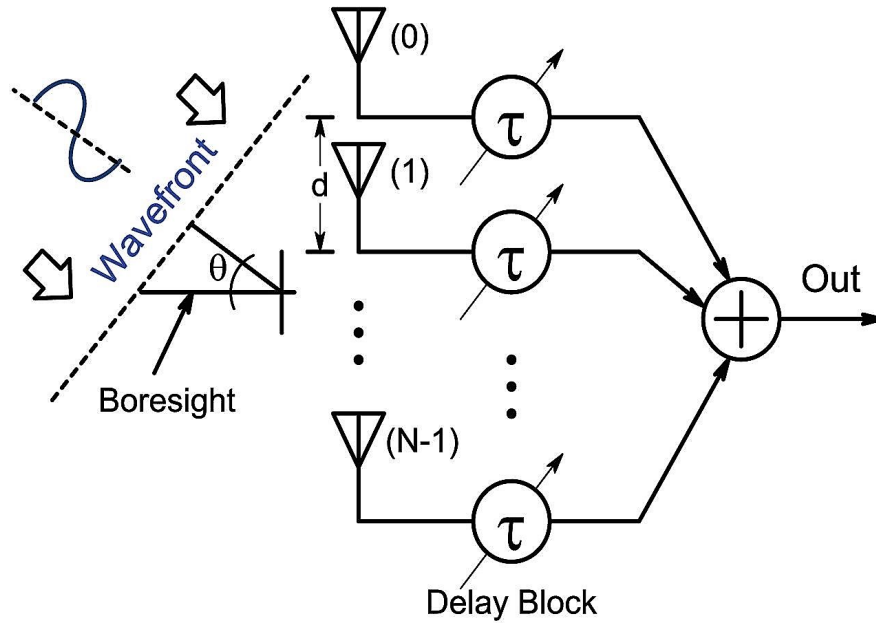 (0)
τ
Wavefront
(1)
d
τ
θ
Out
Boresight
(N-1)
τ
Delay Block